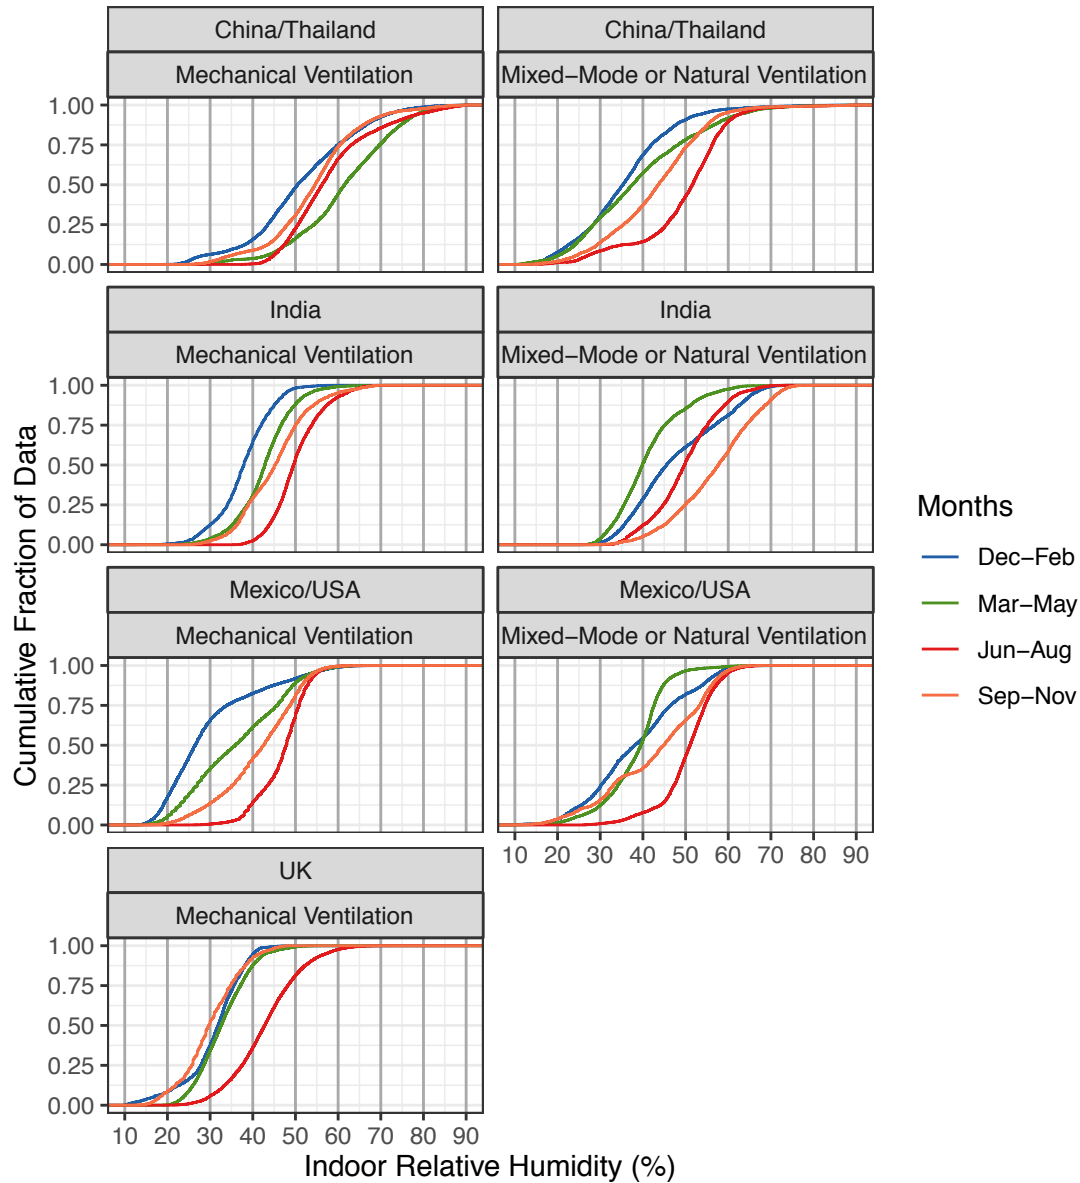 China/Thailand
Mechanical Ventilation
China/Thailand
Mixed−Mode or Natural Ventilation
1.00
0.75
0.50
0.25
0.00
India
Mechanical Ventilation
India
Mixed−Mode or Natural Ventilation
1.00
0.75
0.50
0.25
0.00
Mexico/USA
Mechanical Ventilation
Mexico/USA
Mixed−Mode or Natural Ventilation
1.00
0.75
0.50
0.25
0.00
10 20 30 40 50 60 70 80 90
UK
Mechanical Ventilation
1.00
0.75
0.50
0.25
0.00
10 20 30 40 50 60 70 80 90
Indoor Relative Humidity (%)
Cumulative Fraction of Data
Months
Dec−Feb
Mar−May
Jun−Aug
Sep−Nov